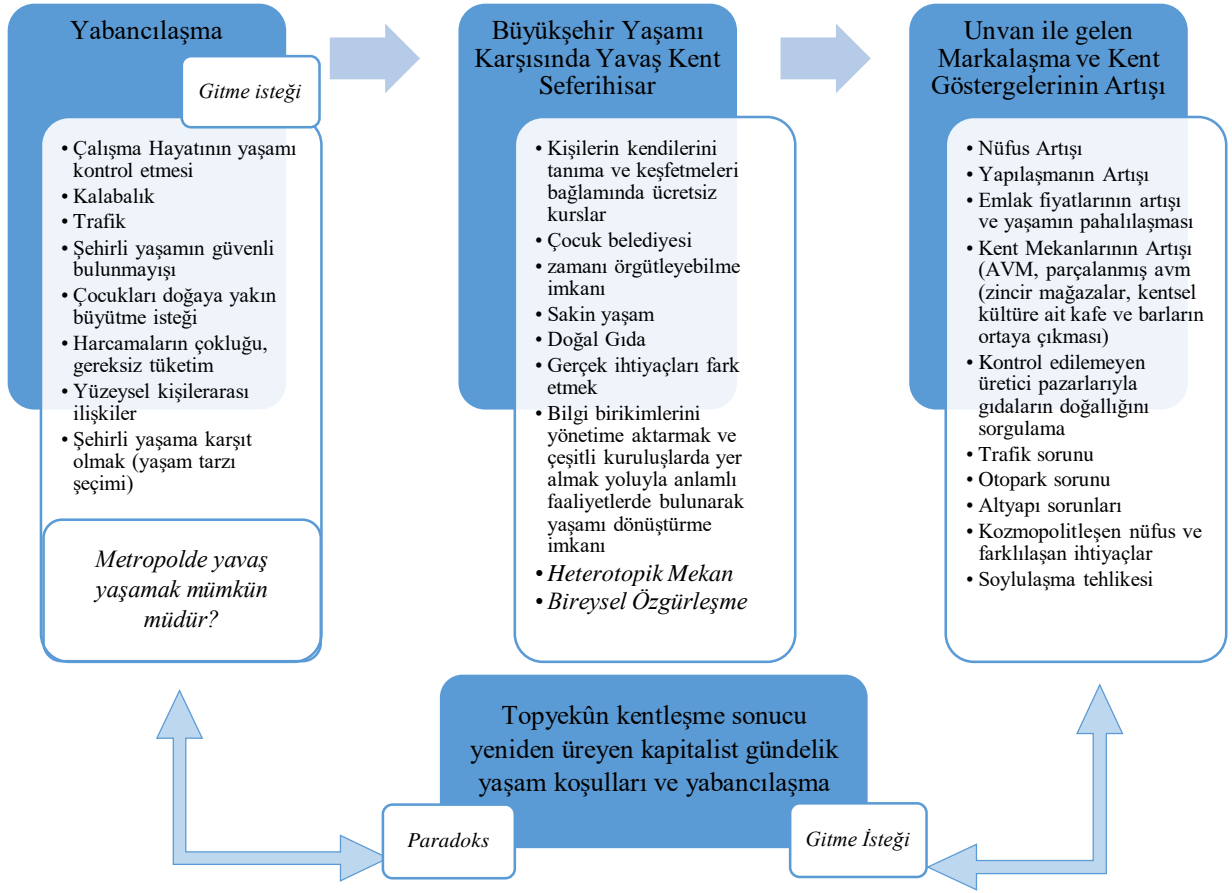 Yabancılaşma
Gitme isteği
• Çalışma Hayatının yaşamı
kontrol etmesi
• Kalabalık
• Trafik
• Şehirli yaşamın güvenli
bulunmayışı
• Çocukları doğaya yakın
büyütme isteği
• Harcamaların çokluğu,
gereksiz tüketim
• Yüzeysel kişilerarası
ilişkiler
• Şehirli yaşama karşıt
olmak (yaşam tarzı
seçimi)
Metropolde yavaş
yaşamak mümkün
müdür?
Büyükşehir Yaşamı
Karşısında Yavaş Kent
Seferihisar
• Kişilerin kendilerini
tanıma ve keşfetmeleri
bağlamında ücretsiz
kurslar
• Çocuk belediyesi
• zamanı örgütleyebilme
imkanı
• Sakin yaşam
• Doğal Gıda
• Gerçek ihtiyaçları fark
etmek
• Bilgi birikimlerini
yönetime aktarmak ve
çeşitli kuruluşlarda yer
almak yoluyla anlamlı
faaliyetlerde bulunarak
yaşamı dönüştürme
imkanı
• Heterotopik Mekan
• Bireysel Özgürleşme
Unvan ile gelen
Markalaşma ve Kent
Göstergelerinin Artışı
• Nüfus Artışı
• Yapılaşmanın Artışı
• Emlak fiyatlarının artışı
ve yaşamın pahalılaşması
• Kent Mekanlarının Artışı
(AVM, parçalanmış avm
(zincir mağazalar, kentsel
kültüre ait kafe ve barların
ortaya çıkması)
• Kontrol edilemeyen
üretici pazarlarıyla
gıdaların doğallığını
sorgulama
• Trafik sorunu
• Otopark sorunu
• Altyapı sorunları
• Kozmopolitleşen nüfus ve
farklılaşan ihtiyaçlar
• Soylulaşma tehlikesi
Topyekûn kentleşme sonucu
yeniden üreyen kapitalist gündelik
yaşam koşulları ve yabancılaşma
Paradoks
Gitme İsteği